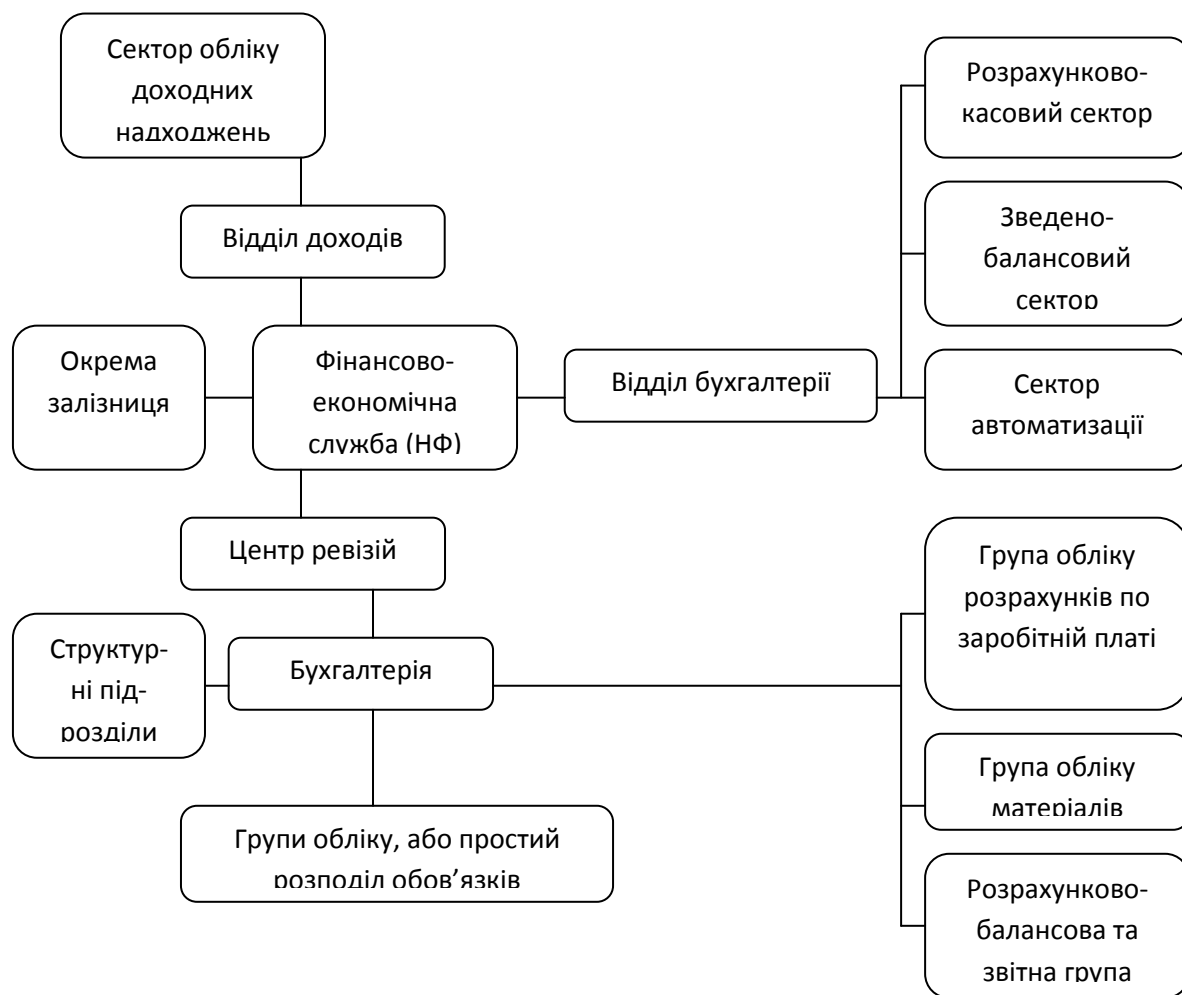 Сектор обліку
доходних
надходжень
Розрахунково-
касовий сектор
Відділ доходів
Зведено-
балансовий
сектор
Окрема
залізниця
Фінансово-
економічна
служба (НФ)
Відділ бухгалтерії
Сектор
автоматизації
Центр ревізій
Група обліку
розрахунків по
заробітній платі
Структур-
ні під-
розділи
Бухгалтерія
Група обліку
матеріалів
Групи обліку, або простий
розподіл обов’язків
Розрахунково-
балансова та
звітна група